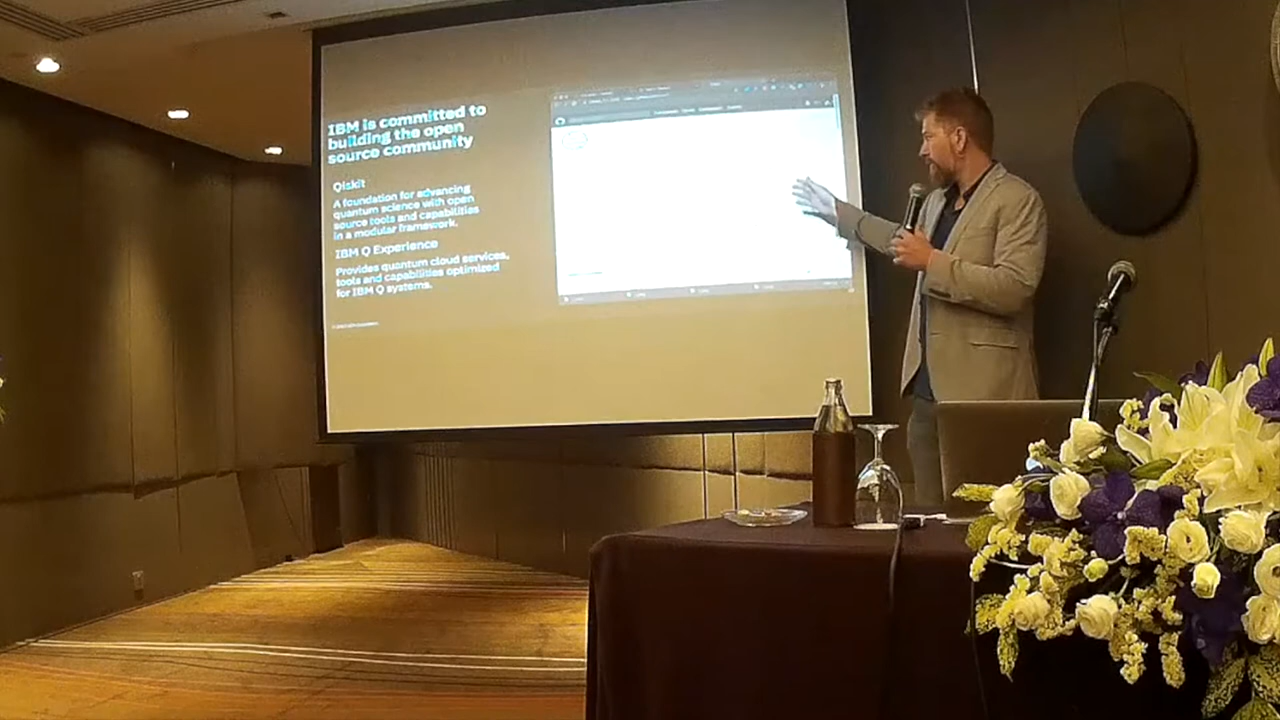 IBM is committed to
building the open
source community
Qiskit
A foundation for advancing
quantum science with open
source tools and capabilities
in a modular framework.
IBM Q Experience
Provides quantum cloud services,
tools and capabilities optimized
for IBM Q systems.